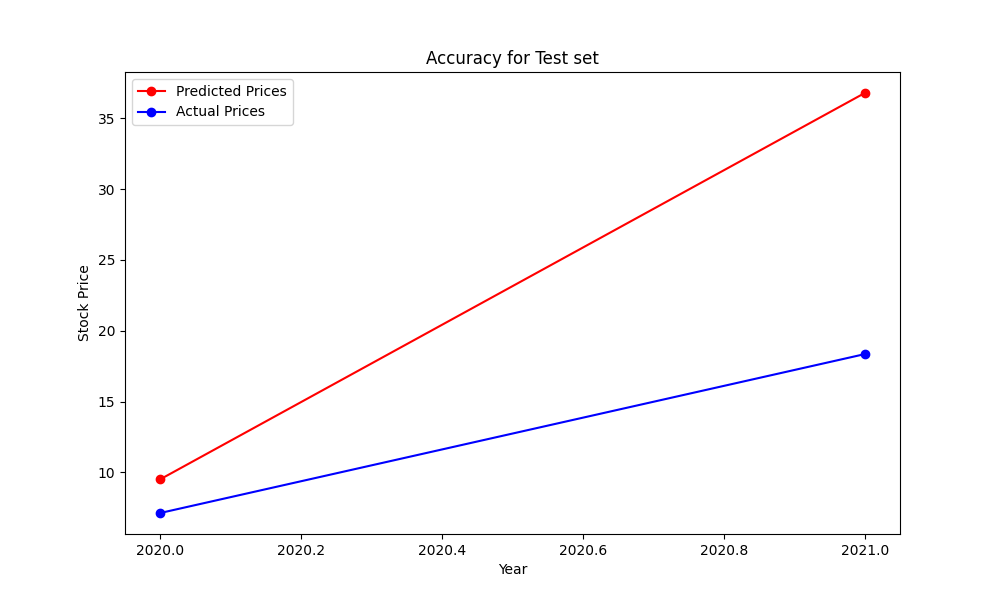 Accuracy for Test set
Predicted Prices
Actual Prices
35
30
25
20
15
10
Stock Price
2020.0 2020.2 2020.4 2020.6 2020.8 2021.0
Year